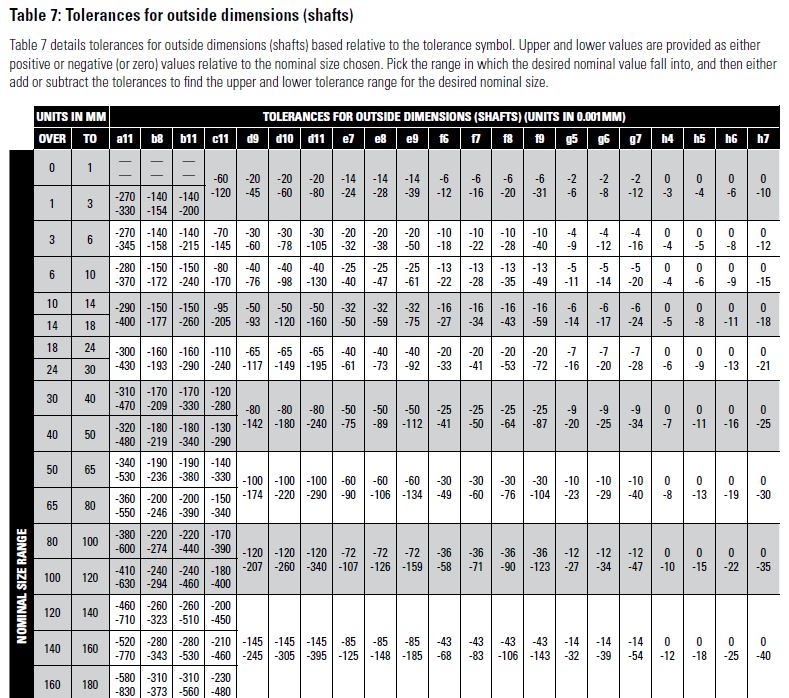 Table 7: Tolerances for outside dimensions (shafts)
Table 7 details tolerances for outside dimensions (shafts) based relative to the tolerance symbol. Upper and lower values are provided as either
positive or negative (or zero) values relative to the nominal size chosen. Pick the range in which the desired nominal value fall into, and then either
add or subtract the tolerances to find the upper and lower tolerance range for the desired nominal size.
UNITS IN MM TOLERANCES FOR OUTSIDE DIMENSIONS (SHAFTS) (UNITS IN 0.001MM)
OVER TO a11 b8 b11 c11 d9 d10 d11 e7 e8 e9 f6 f7 f8 f9 g5 g6 g7 h4 h5 h6 h7
0 1 — — —
— — —
-60 -20 -20 -20 -14 -14 -14 -6 -6 -6 -6 -2 -2 -2 0 0 0 0
-120 -45 -60 -80 -24 -28 -39 -12 -16 -20 -31 -6 -8 -12 -3 -4 -6 -10
1 3 -270 -140 -140
-330 -154 -200
3 6 -270 -140 -140 -70 -30 -30 -30 -20 -20 -20 -10 -10 -10 -10 -4 -4 -4 0 0 0 0
-345 -158 -215 -145 -60 -78 -105 -32 -38 -50 -18 -22 -28 -40 -9 -12 -16 -4 -5 -8 -12
6 10 -280 -150 -150 -80 -40 -40 -40 -25 -25 -25 -13 -13 -13 -13 -5 -5 -5 0 0 0 0
-370 -172 -240 -170 -76 -98 -130 -40 -47 -61 -22 -28 -35 -49 -11 -14 -20 -4 -6 -9 -15
10 14 -290 -150 -150 -95 -50 -50 -50 -32 -32 -32 -16 -16 -16 -16 -6 -6 -6 0 0 0 0
14 18 -400 -177 -260 -205 -93 -120 -160 -50 -59 -75 -27 -34 -43 -59 -14 -17 -24 -5 -8 -11 -18
18 24 -300 -160 -160 -110 -65 -65 -65 -40 -40 -40 -20 -20 -20 -20 -7 -7 -7 0 0 0 0
24 30 -430 -193 -290 -240 -117 -149 -195 -61 -73 -92 -33 -41 -53 -72 -16 -20 -28 -6 -9 -13 -21
30 40 -310 -170 -170 -120
-470 -209 -330 -280
-80 -80 -80 -50 -50 -50 -25 -25 -25 -25 -9 -9 -9 0 0 0 0
-142 -180 -240 -75 -89 -112 -41 -50 -64 -87 -20 -25 -34 -7 -11 -16 -25
40 50 -320 -180 -180 -130
-480 -219 -340 -290
50 65 -340 -190 -190 -140
-530 -236 -380 -330
-100 -100 -100 -60 -60 -60 -30 -30 -30 -30 -10 -10 -10 0 0 0 0
-174 -220 -290 -90 -106 -134 -49 -60 -76 -104 -23 -29 -40 -8 -13 -19 -30
65 80 -360 -200 -200 -150
-550 -246 -390 -340
80 100 -380 -220 -220 -170
-600 -274 -440 -390
-120 -120 -120 -72 -72 -72 -36 -36 -36 -36 -12 -12 -12 0 0 0 0
-207 -260 -340 -107 -126 -159 -58 -71 -90 -123 -27 -34 -47 -10 -15 -22 -35
100 120 -410 -240 -240 -180
-630 -294 -460 -400
120 140 -460 -260 -260 -200
-710 -323 -510 -450
140 160 -520 -280 -280 -210 -145 -145 -145 -85 -85 -85 -43 -43 -43 -43 -14 -14 -14 0 0 0 0
-770 -343 -530 -460 -245 -305 -395 -125 -148 -185 -68 -83 -106 -143 -32 -39 -54 -12 -18 -25 -40
160 180 -580 -310 -310 -230
-830 -373 -560 -480
NOMINAL SIZE RANGE